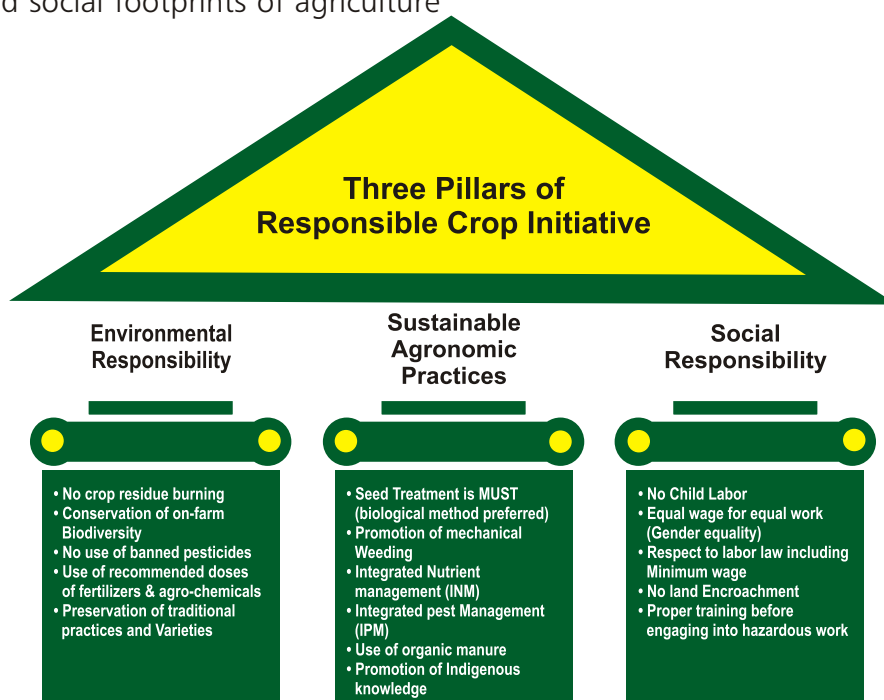 d social footprints of agriculture
Three Pillars of
Responsible Crop Initiative
Environmental
Responsibility
• No crop residue burning
• Conservation of on-farm
Biodiversity
• No use of banned pesticides
• Use of recommended doses
of fertilizers & agro-chemicals
• Preservation of traditional
practices and Varieties
Sustainable
Agronomic
Practices
• Seed Treatment is MUST
(biological method preferred)
• Promotion of mechanical
Weeding
• Integrated Nutrient
management (INM)
• Integrated pest Management
(IPM)
• Use of organic manure
• Promotion of Indigenous
knowledge
Social
Responsibility
• No Child Labor
• Equal wage for equal work
(Gender equality)
• Respect to labor law including
Minimum wage
• No land Encroachment
• Proper training before
engaging into hazardous work